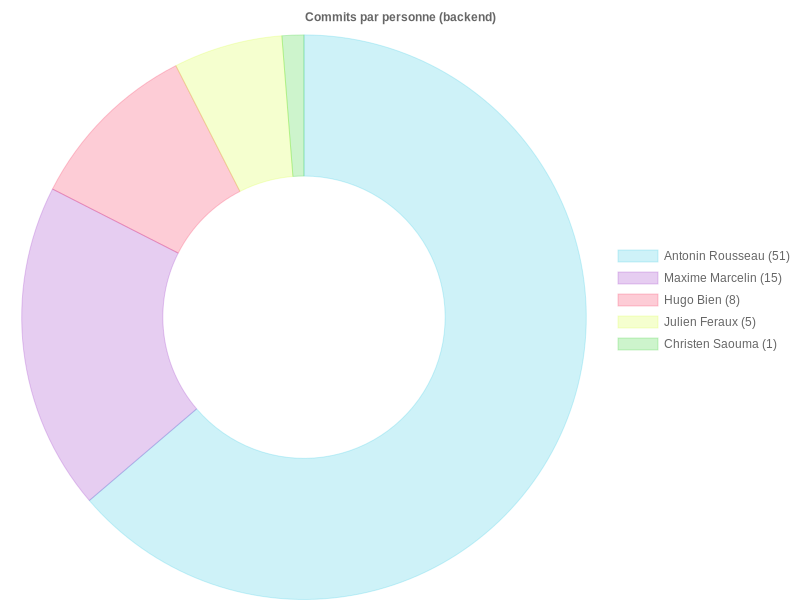 Commits par personne (backend)
Antonin Rousseau (51)
Maxime Marcelin (15)
Hugo Bien (8)
Julien Feraux (5)
Christen Saouma (1)